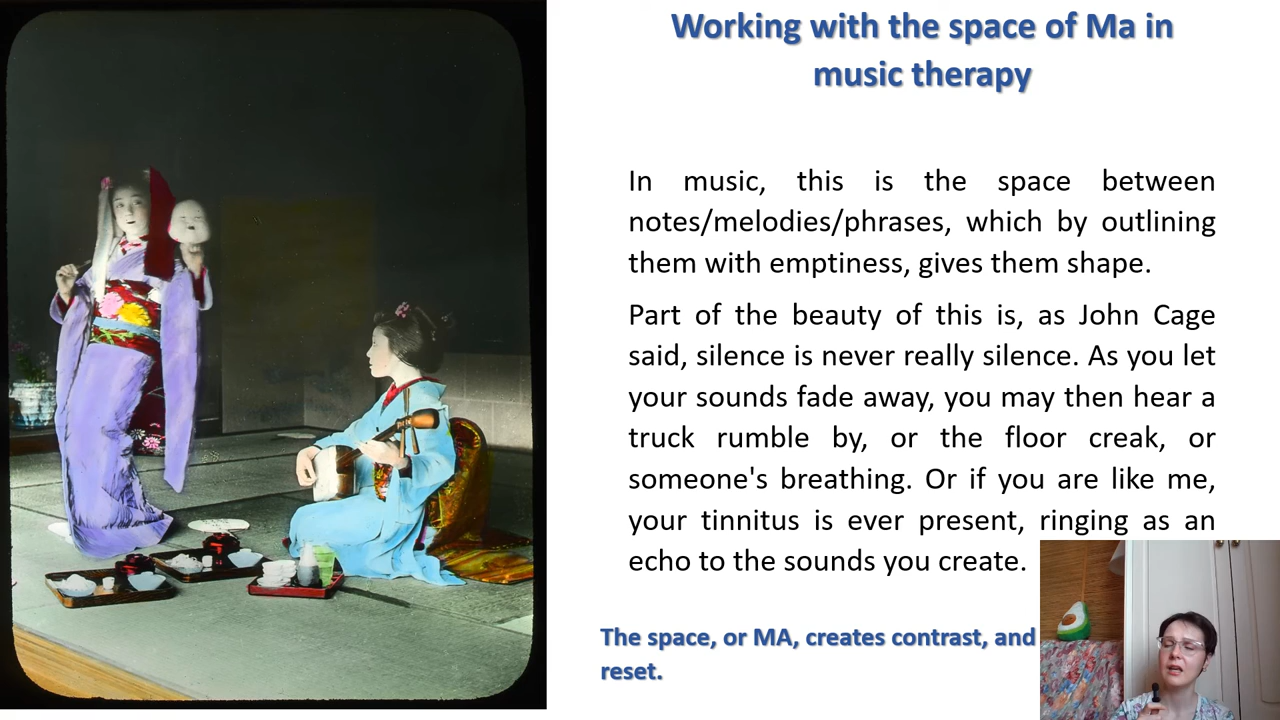 Working with the space of Ma in
music therapy
In music, this is the space between
notes/melodies/phrases, which by outlining
them with emptiness, gives them shape.
Part of the beauty of this is, as John Cage
said, silence is never really silence. As you let
your sounds fade away, you may then hear a
truck rumble by, or the floor creak, or
someone's breathing. Or if you are like me,
your tinnitus is ever present, ringing as an
echo to the sounds you create.
The space, or MA, creates contrast, and
reset.